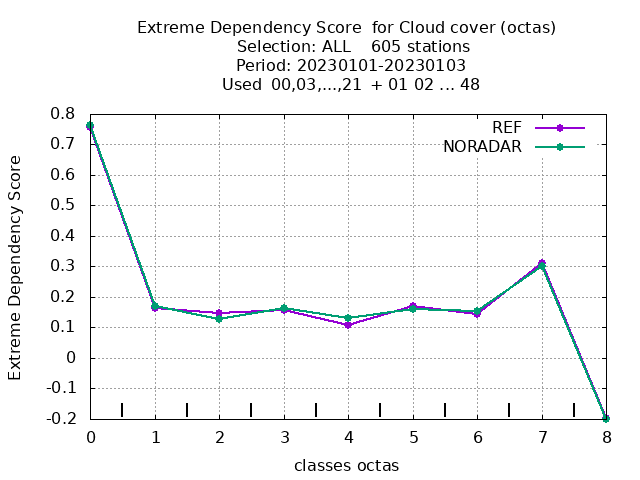 Extreme Dependency Score  for Cloud cover (octas)
Selection: ALL    605 stations
Period: 20230101-20230103
Used  00,03,...,21  + 01 02 ... 48
REF
NORADAR
Extreme Dependency Score
0.8
0.7
0.6
0.5
0.4
0.3
0.2
0.1
0
-0.1
-0.2
0 1 2 3 4 5 6 7 8
classes octas